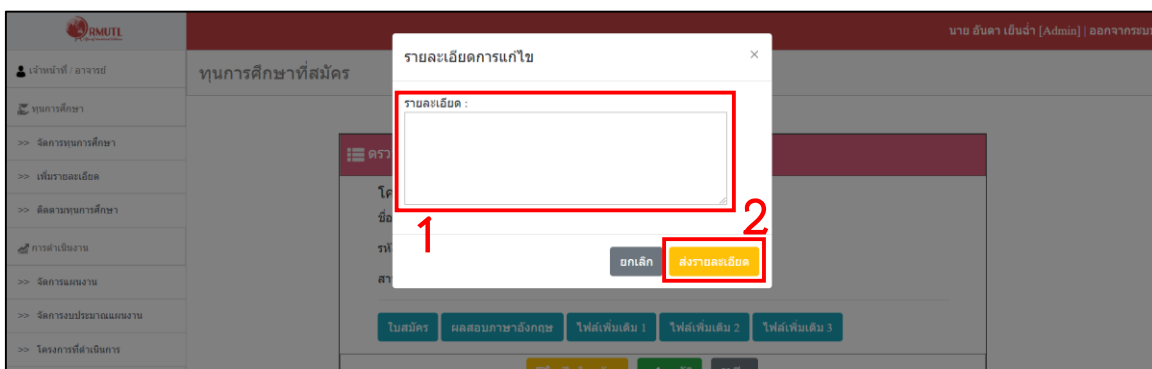 RMUTL
นาย อันดา เย็นฉ่ำ [Admin] | ออกจากระบ
เจ้าหน้าที่ / อาจารย์
ทุนการศึกษาที่สมัคร
รายละเอียดการแก้ไข
×
ทุนการศึกษา
รายละเอียด :
>> จัดการทุนการศึกษา
ตรว
>> เพิ่มรายละเอียด
โค
>> ติดตามทุนการศึกษา
ชื่อ
1
2
การดำเนินงาน
รหั
ยกเลิก
ส่งรายละเอียด
>> จัดการแผนงาน
สา
>> จัดการงบประมาณแผนงาน
ใบสมัคร
ผลสอบภาษาอังกฤษ
ไฟล์เพิ่มเติม 1
ไฟล์เพิ่มเติม 2
ไฟล์เพิ่มเติม 3
>> โครงการที่ดำเนินการ